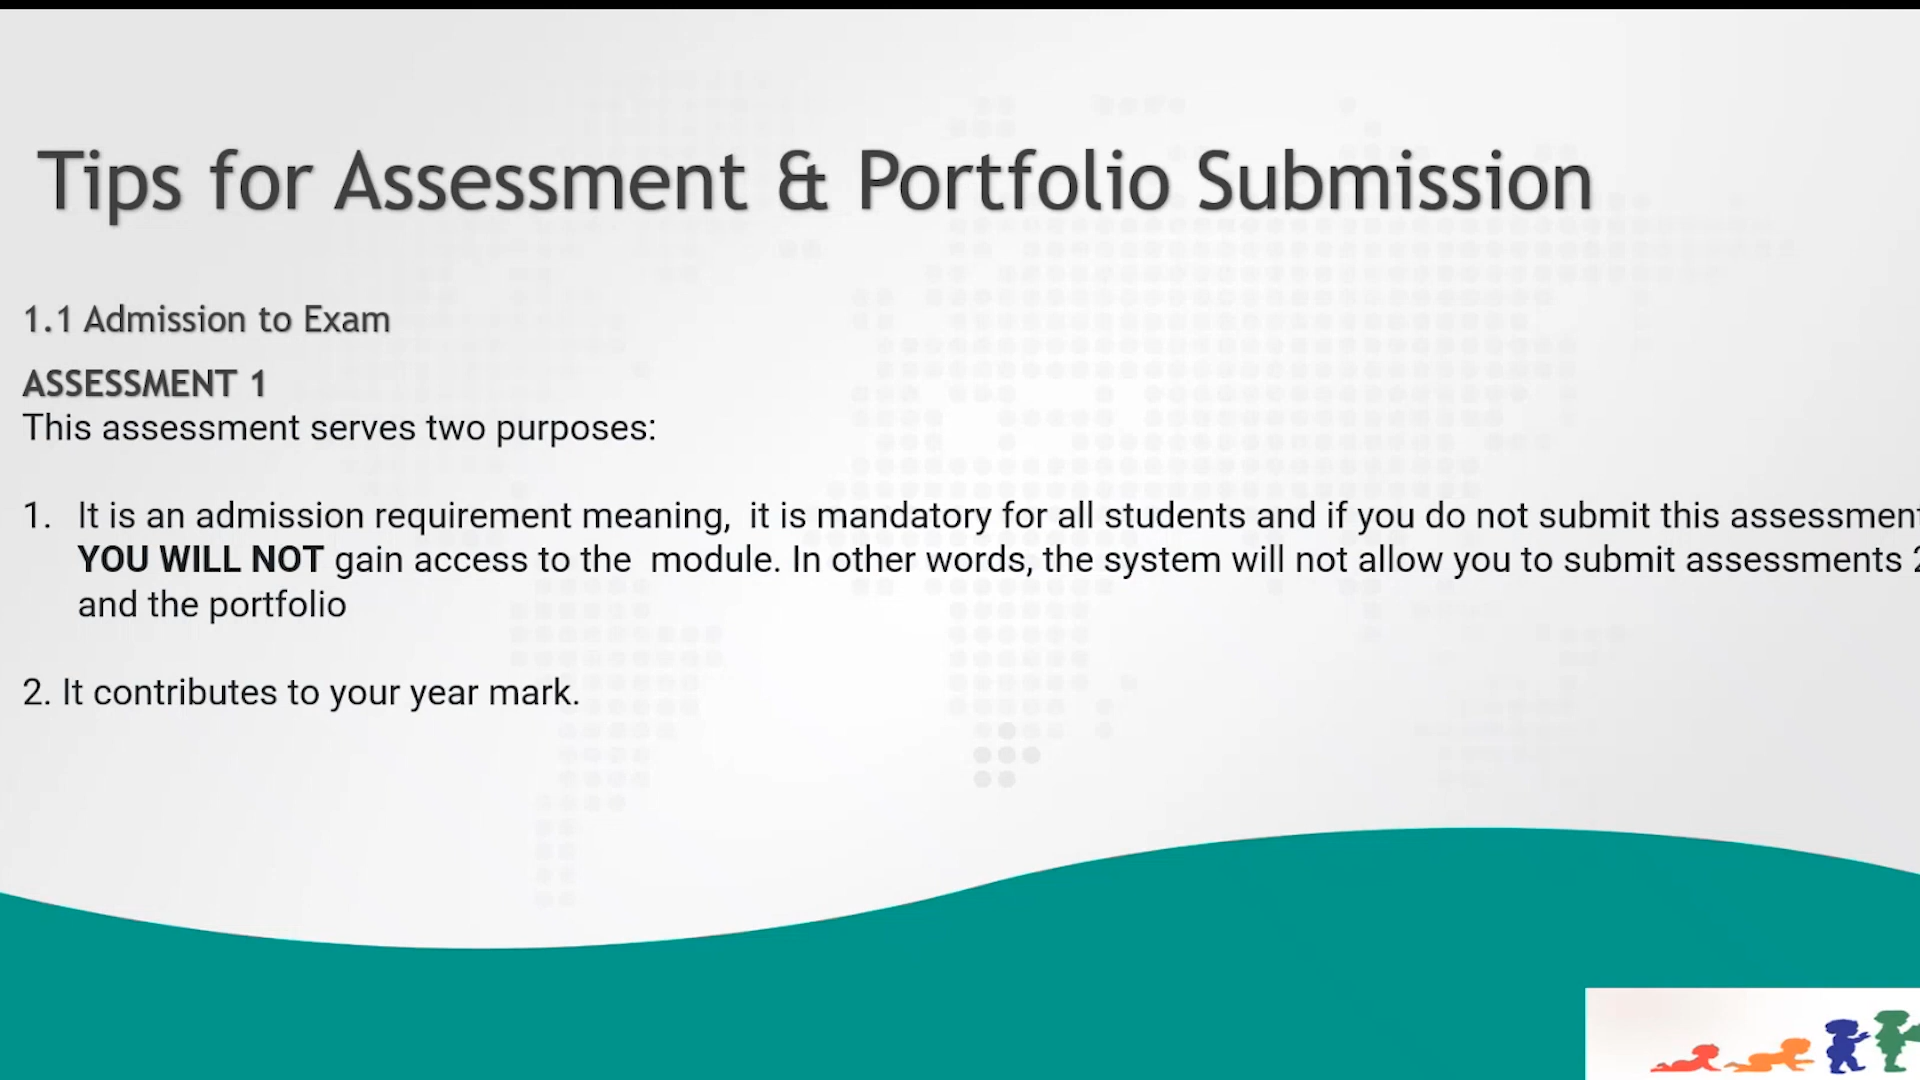 Tips for Assessment & Portfolio Submission
1.1 Admission to Exam
ASSESSMENT 1
This assessment serves two purposes:
1. It is an admission requirement meaning, it is mandatory for all students and if you do not submit this assessment
YOU WILL NOT gain access to the module. In other words, the system will not allow you to submit assessments 2
and the portfolio
2. It contributes to your year mark.